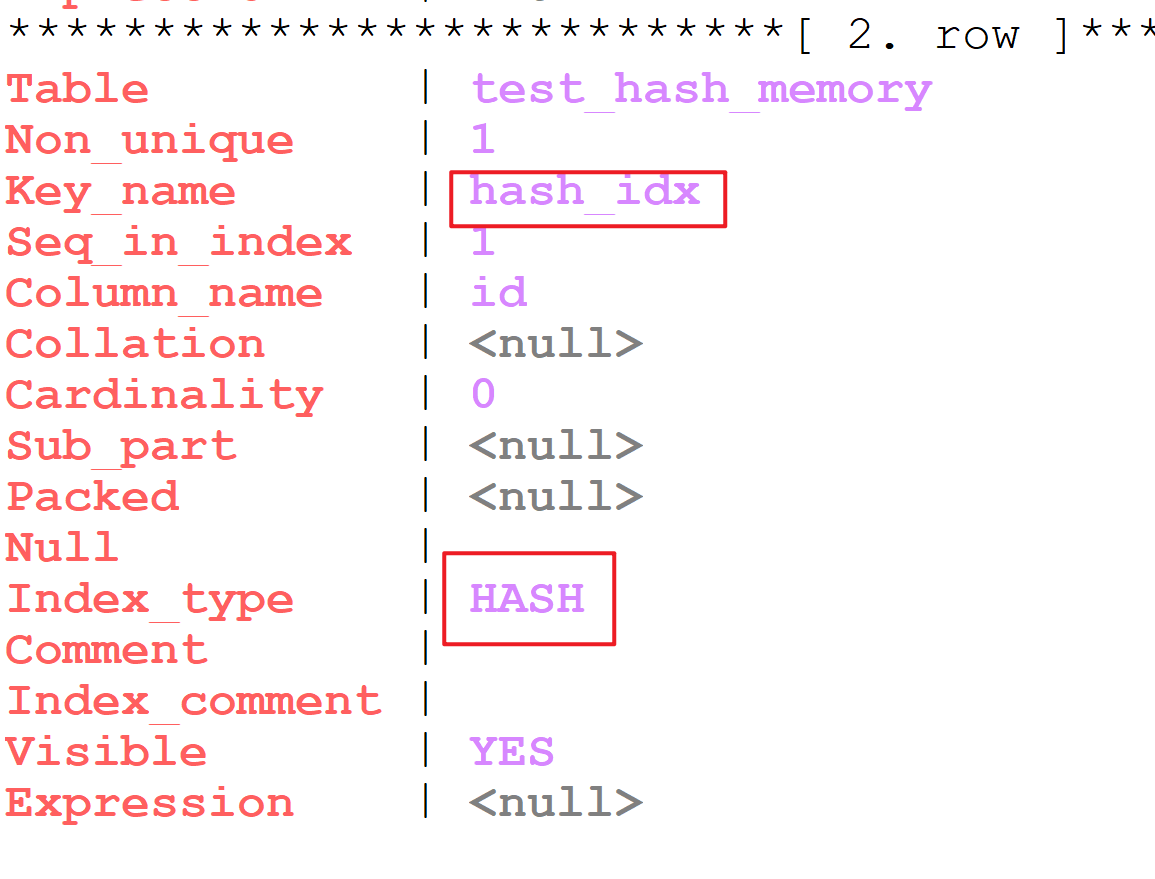 ***************************[ 2. row ]***
Table | test_hash_memory
Non_unique | 1
Key_name | hash_idx
Seq_in_index | 1
Column_name | id
Collation | <null>
Cardinality | 0
Sub_part | <null>
Packed | <null>
Null |
Index_type | HASH
Comment |
Index_comment |
Visible | YES
Expression | <null>